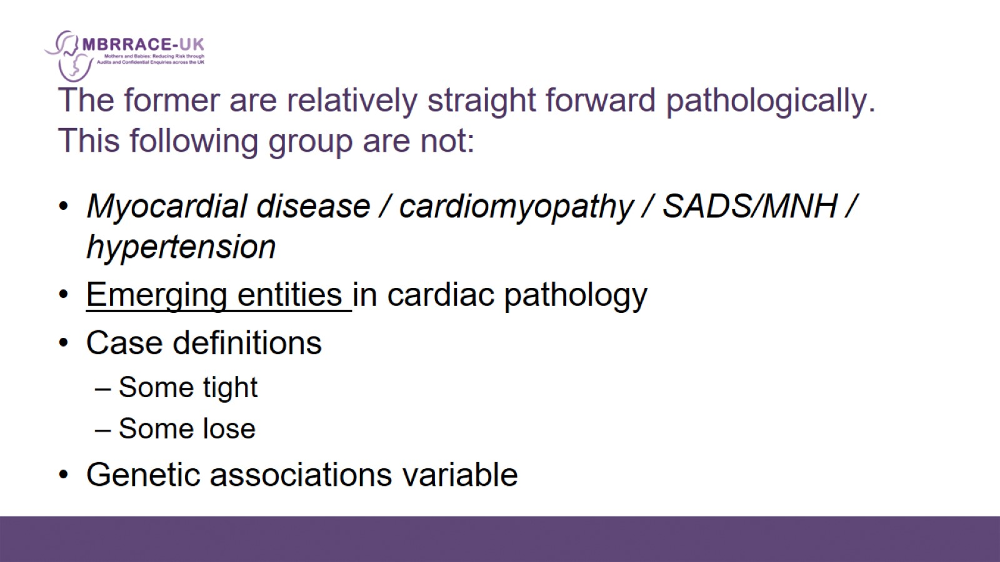 MBRRACE-UK
Mothers and Babies: Reducing Risk through
Audits and Confidential Enquiries across the UK
The former are relatively straight forward pathologically.
This following group are not:
• Myocardial disease / cardiomyopathy / SADS/MNH /
hypertension
• Emerging entities in cardiac pathology
• Case definitions
– Some tight
– Some lose
• Genetic associations variable